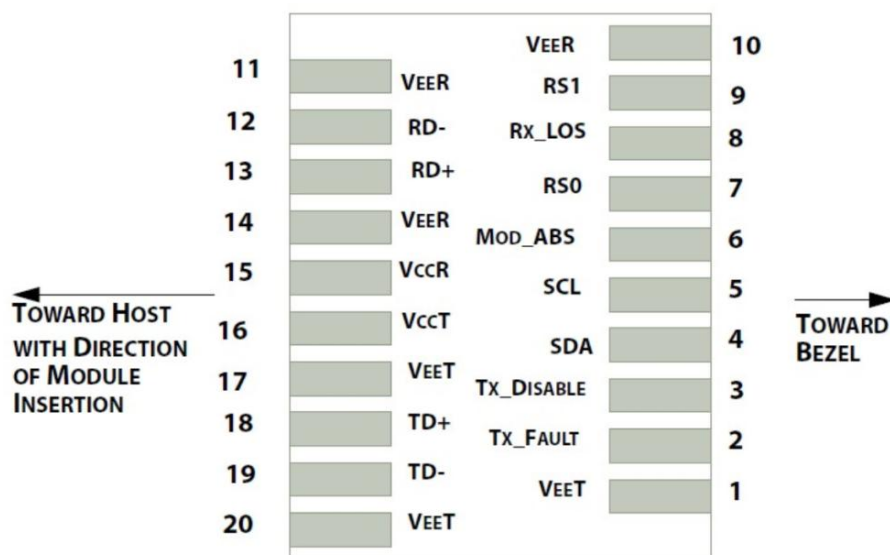 11 VEER
12 RD-
13 RD+
14 VEER
15 VCCR
16 VCCT
17 VEET
18 TD+
19 TD-
20 VEET
VEER 10
RS1 9
RX_LOS 8
RS0 7
MOD_ABS 6
SCL 5
SDA 4
TX_DISABLE 3
TX_FAULT 2
VEET 1
TOWARD HOST
WITH DIRECTION
OF MODULE
INSERTION
TOWARD
BEZEL